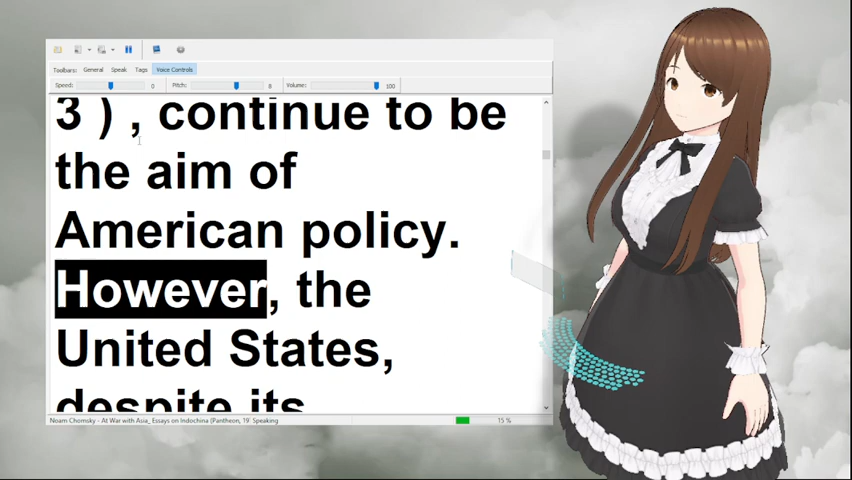 Toolbars: General Speak Tags Voice Controls
Speed: 0 Pitch: 8 Volume: 100
3 ) , continue to be
the aim of
American policy.
However, the
United States,
despite its
Noam Chomsky - At War with Asia_ Essays on Indochina (Pantheon, 19' Speaking 15 %